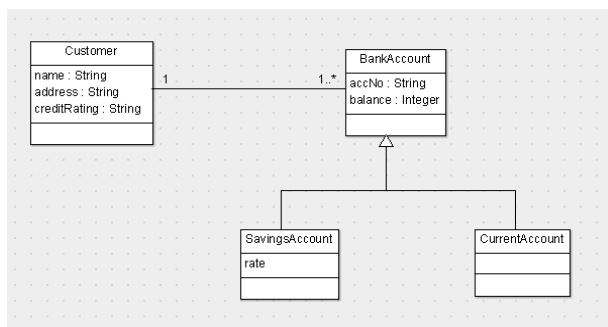 Customer
name : String
address : String
creditRating : String
1
1..*
BankAccount
accNo : String
balance : Integer
SavingsAccount
rate
CurrentAccount